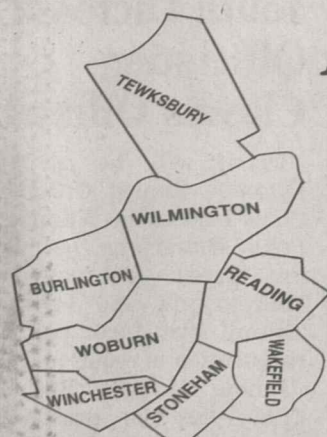 TEWKSBURY
WILMINGTON
BURLINGTON
READING
WOBURN
WAKEFIELD
WINCHESTER
STONEHAM